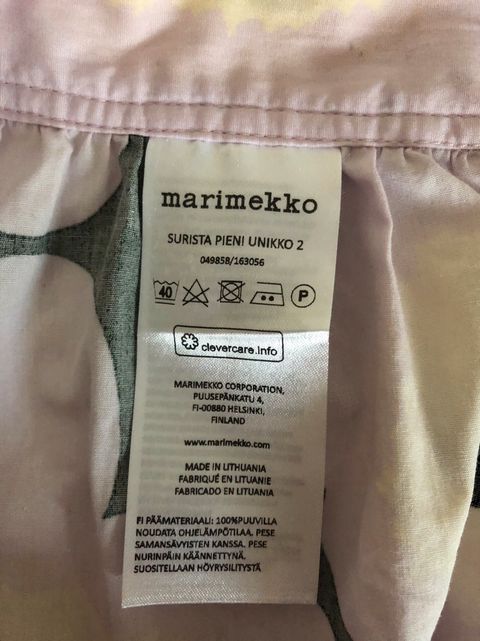 marimekko
SURISTA PIENI UNIKKO 2
049858/163056
40
P
clevercare.info
MARIMEKKO CORPORATION,
PUUSEPÄNKATU 4,
FI-00880 HELSINKI,
FINLAND
www.marimekko.com
MADE IN LITHUANIA
FABRIQUÉ EN LITUANIE
FABRICADO EN LITUANIA
FI PÄÄMATERIAALI: 100%PUUVILLA
NOUDATA OHJELÄMPÖTILAA. PESE
SAMANSÄVYISTEN KANSSA. PESE
NURINPÄIN KÄÄNNETTYNÄ.
SUOSITELLAAN HÖYRYSILITYSTÄ